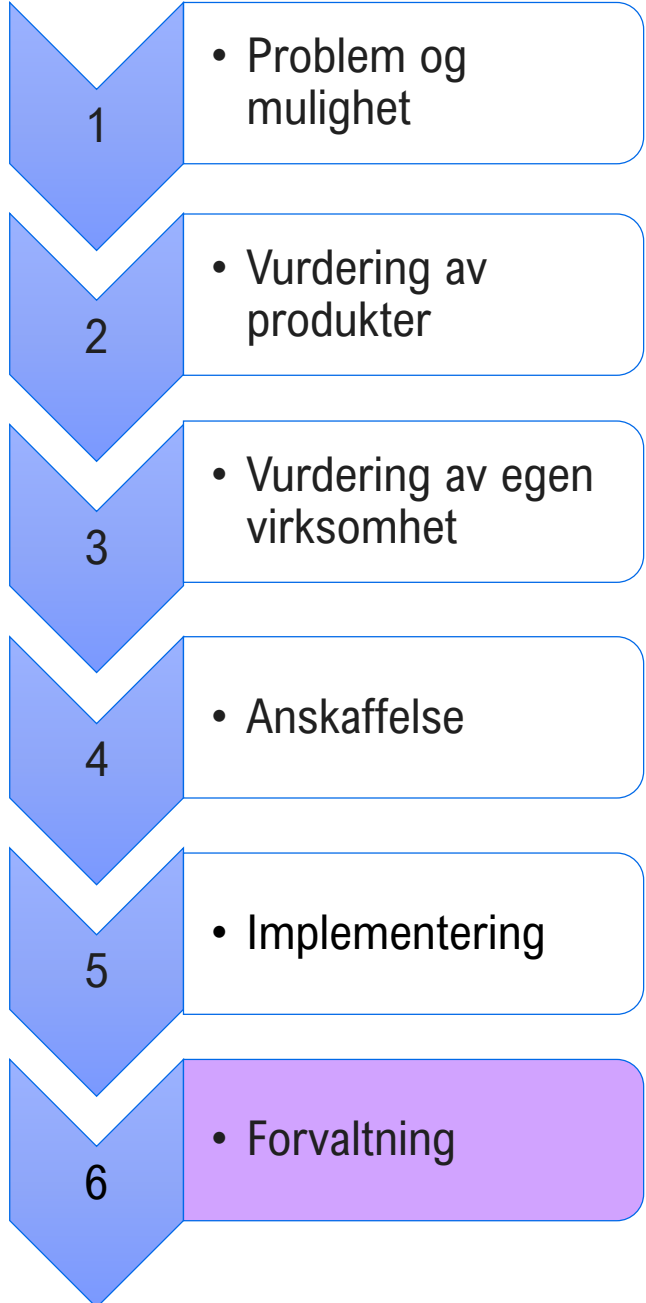 1
• Problem og
mulighet
2
• Vurdering av
produkter
3
• Vurdering av egen
virksomhet
4
• Anskaffelse
5
• Implementering
6
• Forvaltning